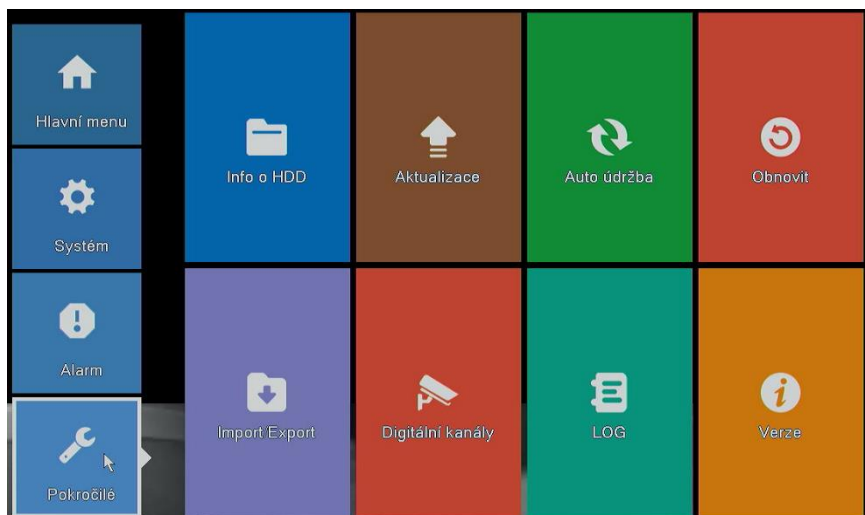 Hlavní menu
Systém
Alarm
Pokročilé
Info o HDD
Aktualizace
Auto údržba
Obnovit
Import/Export
Digitální kanály
LOG
Verze